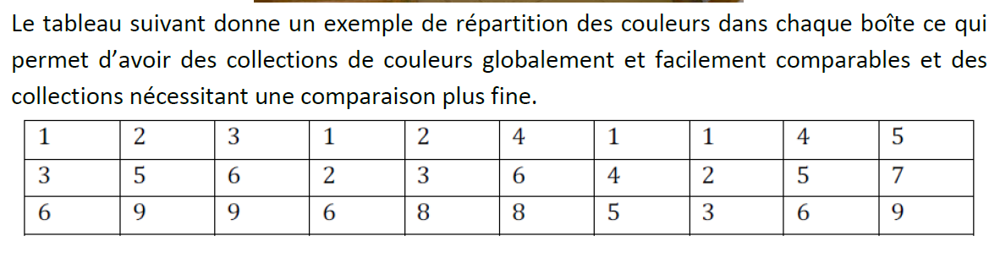 Le tableau suivant donne un exemple de répartition des couleurs dans chaque boîte ce qui
permet d’avoir des collections de couleurs globalement et facilement comparables et des
collections nécessitant une comparaison plus fine.
1 2 3 1 2 4 1 1 4 5
3 5 6 2 3 6 4 2 5 7
6 9 9 6 8 8 5 3 6 9